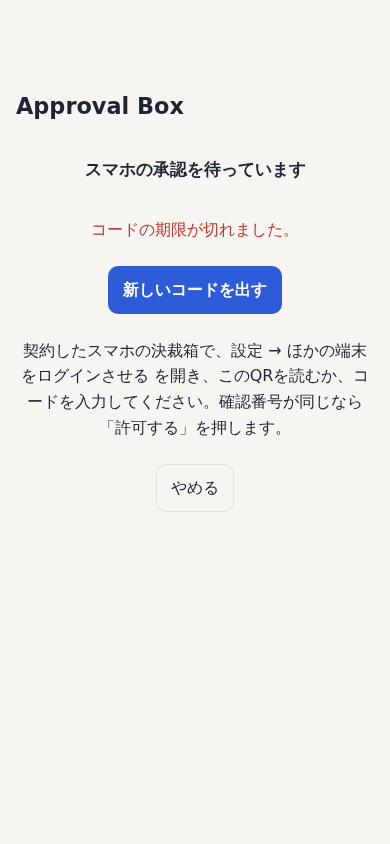 Approval Box
スマホの承認を待っています
コードの期限が切れました。
新しいコードを出す
契約したスマホの決裁箱で、設定 → ほかの端末
をログインさせる を開き、このQRを読むか、コ
ードを入力してください。確認番号が同じなら
「許可する」を押します。
やめる